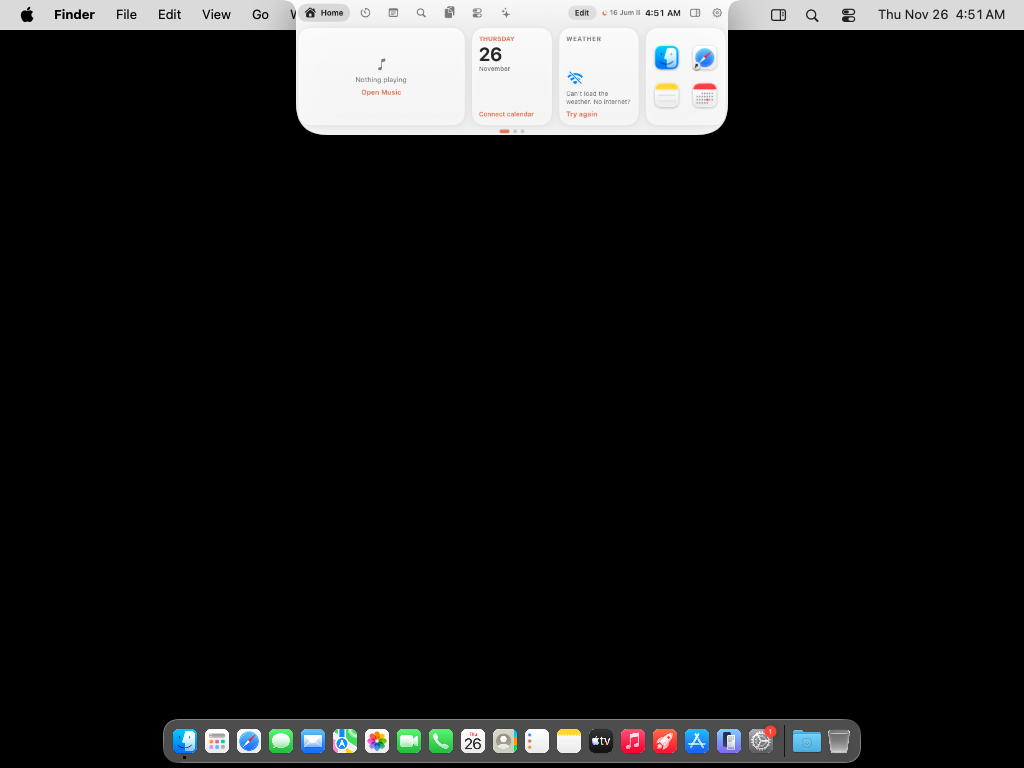 Finder File Edit View Go
Thu Nov 26 4:51 AM
Home
Edit 16 Jum II 4:51 AM
Nothing playing
Open Music
THURSDAY
26
November
Connect calendar
WEATHER
Can't load the
weather. No internet?
Try again
Thu
26
tv
1